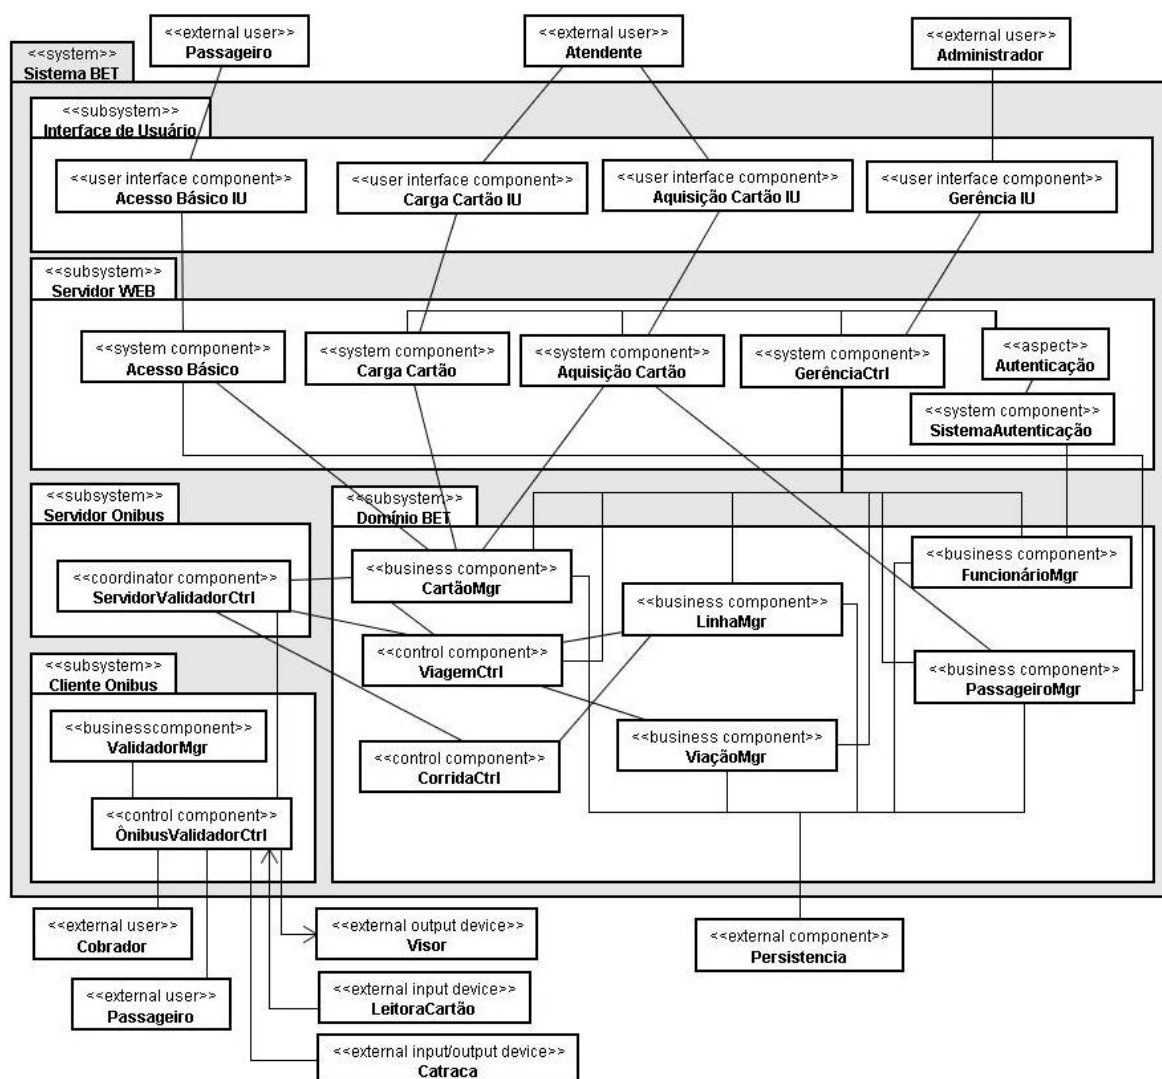 <<external user>>
Passageiro
<<external user>>
Atendente
<<external user>>
Administrador
<<system>>
Sistema BET
<<subsystem>>
Interface de Usuário
<<user interface component>>
Acesso Básico IU
<<user interface component>>
Carga Cartão IU
<<user interface component>>
Aquisição Cartão IU
<<user interface component>>
Gerência IU
<<subsystem>>
Servidor WEB
<<system component>>
Acesso Básico
<<system component>>
Carga Cartão
<<system component>>
Aquisição Cartão
<<system component>>
GerênciaCtrl
<<aspect>>
Autenticação
<<system component>>
SistemaAutenticação
<<subsystem>>
Servidor Onibus
<<coordinator component>>
ServidorValidadorCtrl
<<subsystem>>
Domínio BET
<<business component>>
CartãoMgr
<<business component>>
FuncionárioMgr
<<business component>>
LinhaMgr
<<control component>>
ViagemCtrl
<<business component>>
PassageiroMgr
<<business component>>
ViaçãoMgr
<<control component>>
CorridaCtrl
<<subsystem>>
Cliente Onibus
<<businesscomponent>>
ValidadorMgr
<<control component>>
ÔnibusValidadorCtrl
<<external user>>
Cobrador
<<external output device>>
Visor
<<external component>>
Persistencia
<<external user>>
Passageiro
<<external input device>>
LeitoraCartão
<<external input/output device>>
Catraca